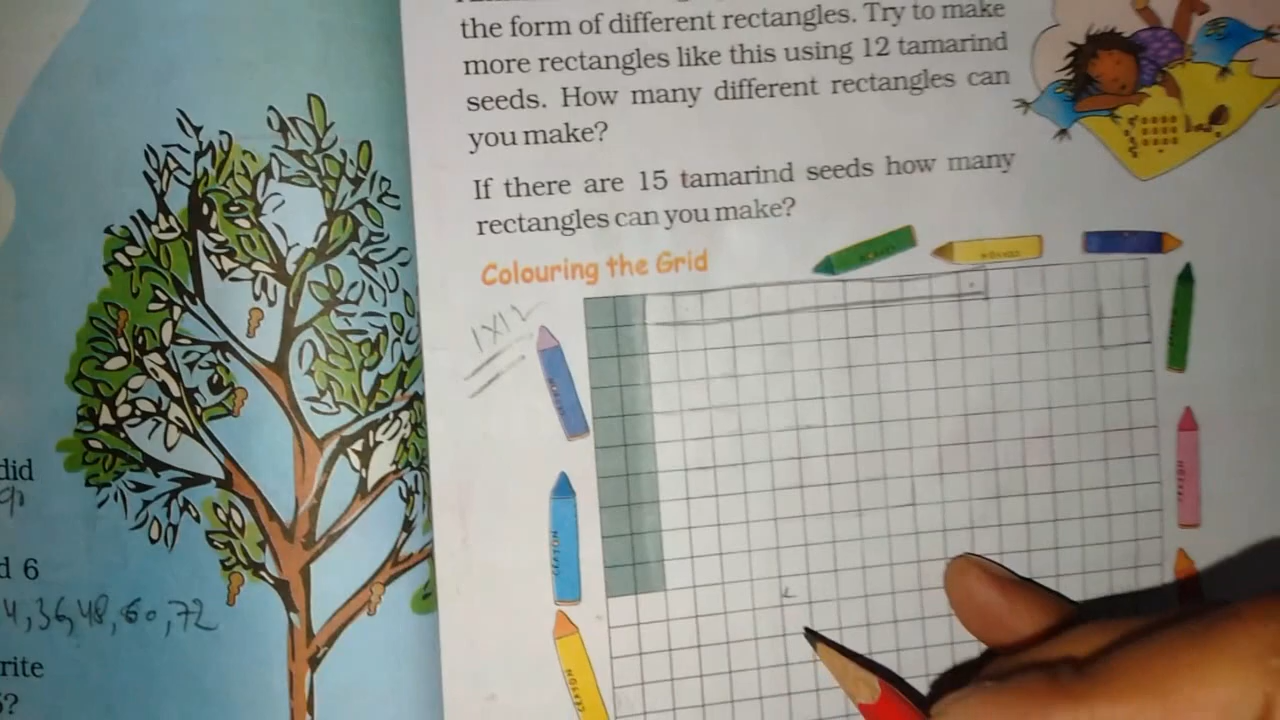 the form of different rectangles. Try to make
more rectangles like this using 12 tamarind
seeds. How many different rectangles can
you make?
If there are 15 tamarind seeds how many
rectangles can you make?
Colouring the Grid
1X12
did
d 6
4,36,48,60,72
rite
5?